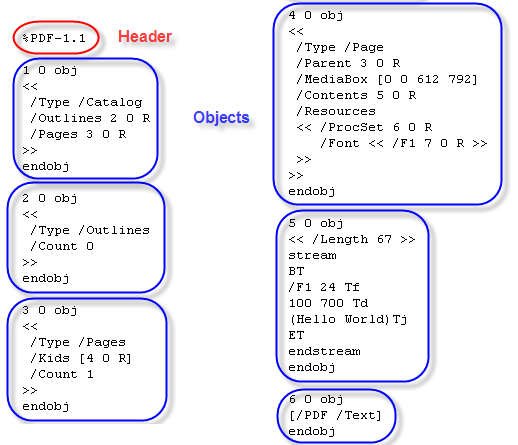 %PDF-1.1
Header
1 0 obj
<<
/Type /Catalog
/Outlines 2 0 R
/Pages 3 0 R
>>
endobj
Objects
2 0 obj
<<
/Type /Outlines
/Count 0
>>
endobj
3 0 obj
<<
/Type /Pages
/Kids [4 0 R]
/Count 1
>>
endobj
4 0 obj
<<
/Type /Page
/Parent 3 0 R
/MediaBox [0 0 612 792]
/Contents 5 0 R
/Resources
<< /ProcSet 6 0 R
/Font << /F1 7 0 R >>
>>
>>
endobj
5 0 obj
<< /Length 67 >>
stream
BT
/F1 24 Tf
100 700 Td
(Hello World)Tj
ET
endstream
endobj
6 0 obj
[/PDF /Text]
endobj